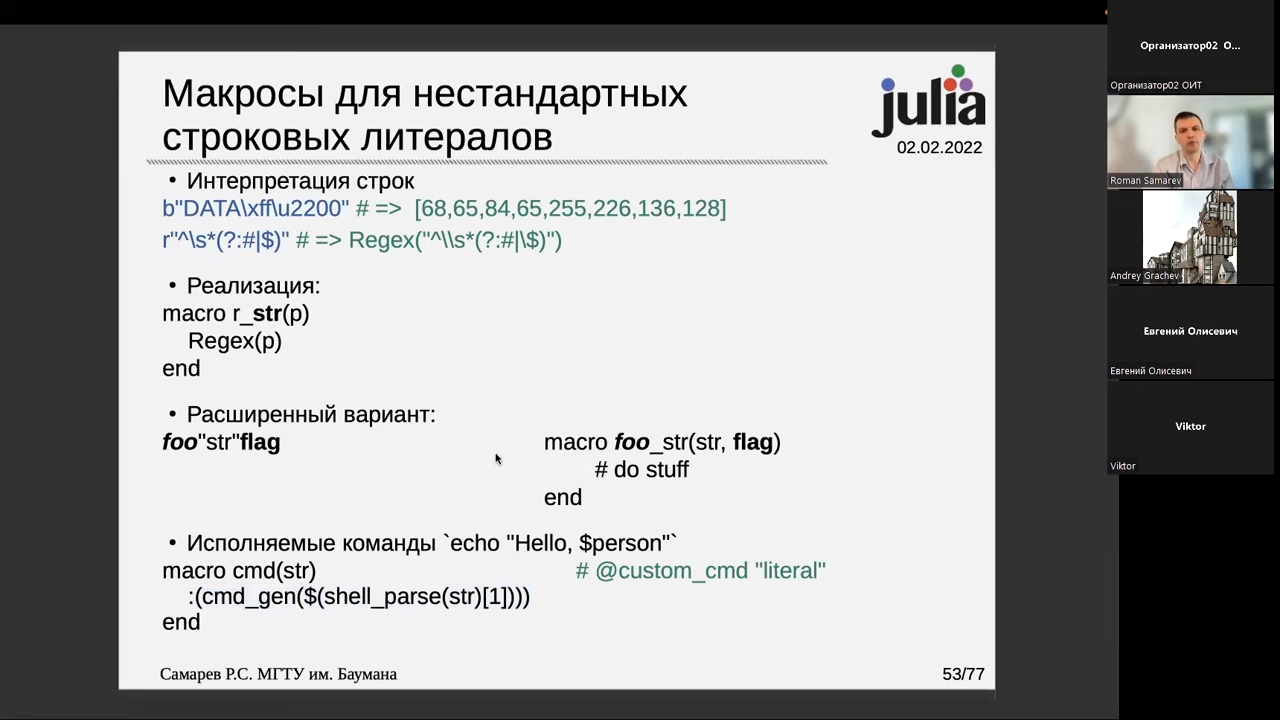 Макросы для нестандартных
строковых литералов
julia
02.02.2022
• Интерпретация строк
b"DATA\xff\u2200" # => [68,65,84,65,255,226,136,128]
r"^\s*(?:#|$)" # => Regex("^\\s*(?:#|\$)")
• Реализация:
macro r_str(p)
Regex(p)
end
• Расширенный вариант:
foo"str"flag
macro foo_str(str, flag)
# do stuff
end
• Исполняемые команды `echo "Hello, $person"`
macro cmd(str) # @custom_cmd "literal"
:(cmd_gen($(shell_parse(str)[1])))
end
Самарев Р.С. МГТУ им. Баумана
53/77
Организатор02 О...
Организатор02 ОИТ
Roman Samarev
Andrey Grachev
Евгений Олисевич
Евгений Олисевич
Viktor
Viktor